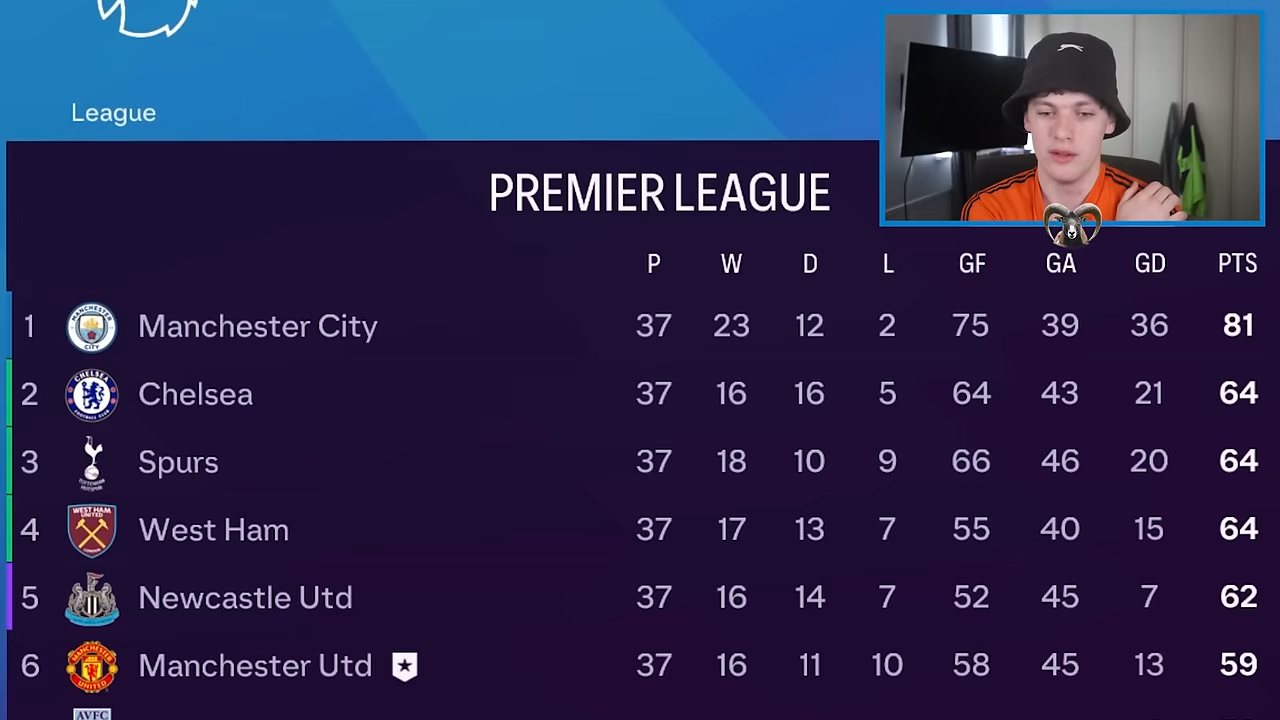 League
PREMIER LEAGUE
P W D L GF GA GD PTS
1 Manchester City 37 23 12 2 75 39 36 81
2 Chelsea 37 16 16 5 64 43 21 64
3 Spurs 37 18 10 9 66 46 20 64
4 West Ham 37 17 13 7 55 40 15 64
5 Newcastle Utd 37 16 14 7 52 45 7 62
6 Manchester Utd 37 16 11 10 58 45 13 59
AVFC